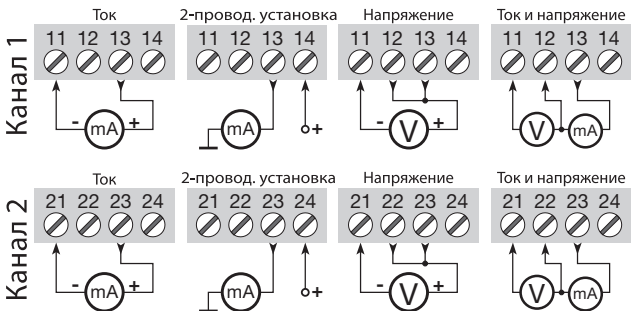 Ток 2-провод. установка Напряжение Ток и напряжение
Канал 1
11 12 13 14 11 12 13 14 11 12 13 14 11 12 13 14
- mA + mA + - V + V mA
Ток 2-провод. установка Напряжение Ток и напряжение
Канал 2
21 22 23 24 21 22 23 24 21 22 23 24 21 22 23 24
- mA + mA + - V + V mA